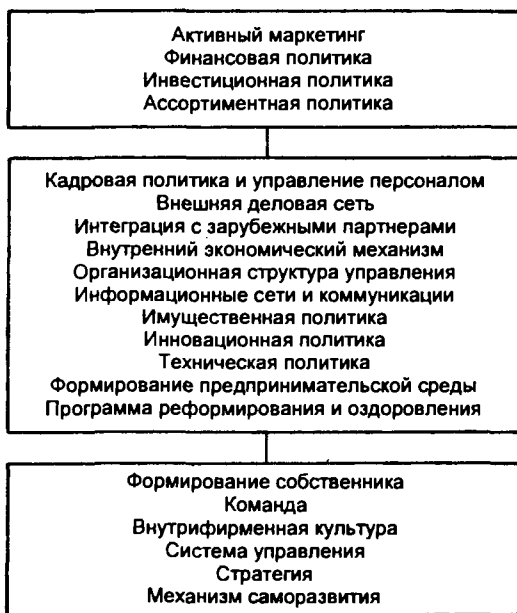 Активный маркетинг
Финансовая политика
Инвестиционная политика
Ассортиментная политика
Кадровая политика и управление персоналом
Внешняя деловая сеть
Интеграция с зарубежными партнерами
Внутренний экономический механизм
Организационная структура управления
Информационные сети и коммуникации
Имущественная политика
Инновационная политика
Техническая политика
Формирование предпринимательской среды
Программа реформирования и оздоровления
Формирование собственника
Команда
Внутрифирменная культура
Система управления
Стратегия
Механизм саморазвития